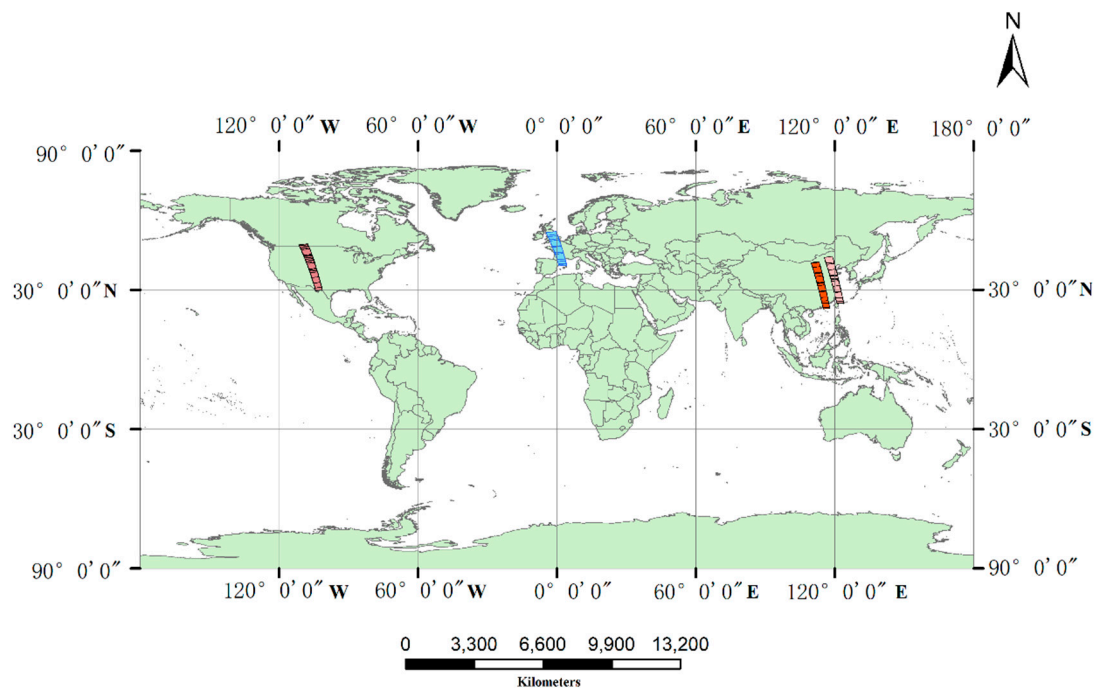 N
120° 0′0″ W 60° 0′0″ W 0° 0′0″ 60° 0′0″ E 120° 0′0″ E 180° 0′0″
90° 0′0″
30° 0′0″N 30° 0′0″N
30° 0′0″S 30° 0′0″S
90° 0′0″ 90° 0′0″
120° 0′0″ W 60° 0′0″ W 0° 0′0″ 60° 0′0″ E 120° 0′0″ E
0 3,300 6,600 9,900 13,200
Kilometers